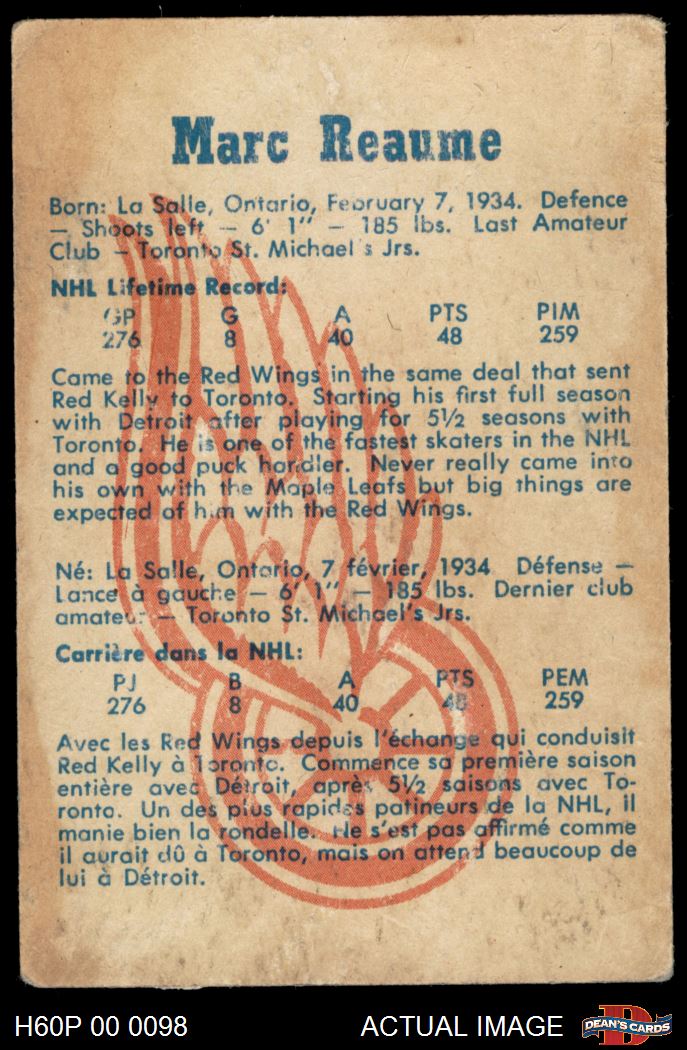 Marc Reaume
Born: La Salle, Ontario, February 7, 1934. Defence
— Shoots left — 6' 1" — 185 lbs. Last Amateur
Club — Toronto St. Michael's Jrs.
NHL Lifetime Record:
GP G A PTS PIM
276 8 40 48 259
Came to the Red Wings in the same deal that sent
Red Kelly to Toronto. Starting his first full season
with Detroit after playing for 5½ seasons with
Toronto. He is one of the fastest skaters in the NHL
and a good puck handler. Never really came into
his own with the Maple Leafs but big things are
expected of him with the Red Wings.
Né: La Salle, Ontario, 7 février, 1934 Défense —
Lance à gauche — 6' 1" — 185 lbs. Dernier club
amateur — Toronto St. Michael's Jrs.
Carrière dans la NHL:
PJ B A PTS PEM
276 8 40 48 259
Avec les Red Wings depuis l'échange qui conduisit
Red Kelly à Toronto. Commence sa première saison
entière avec Détroit, après 5½ saisons avec To-
ronto. Un des plus rapides patineurs de la NHL, il
manie bien la rondelle. He s'est pas affirmé comme
il aurait dû à Toronto, mais on attend beaucoup de
lui à Détroit.
H60P 00 0098 ACTUAL IMAGE D DEAN'S CARDS